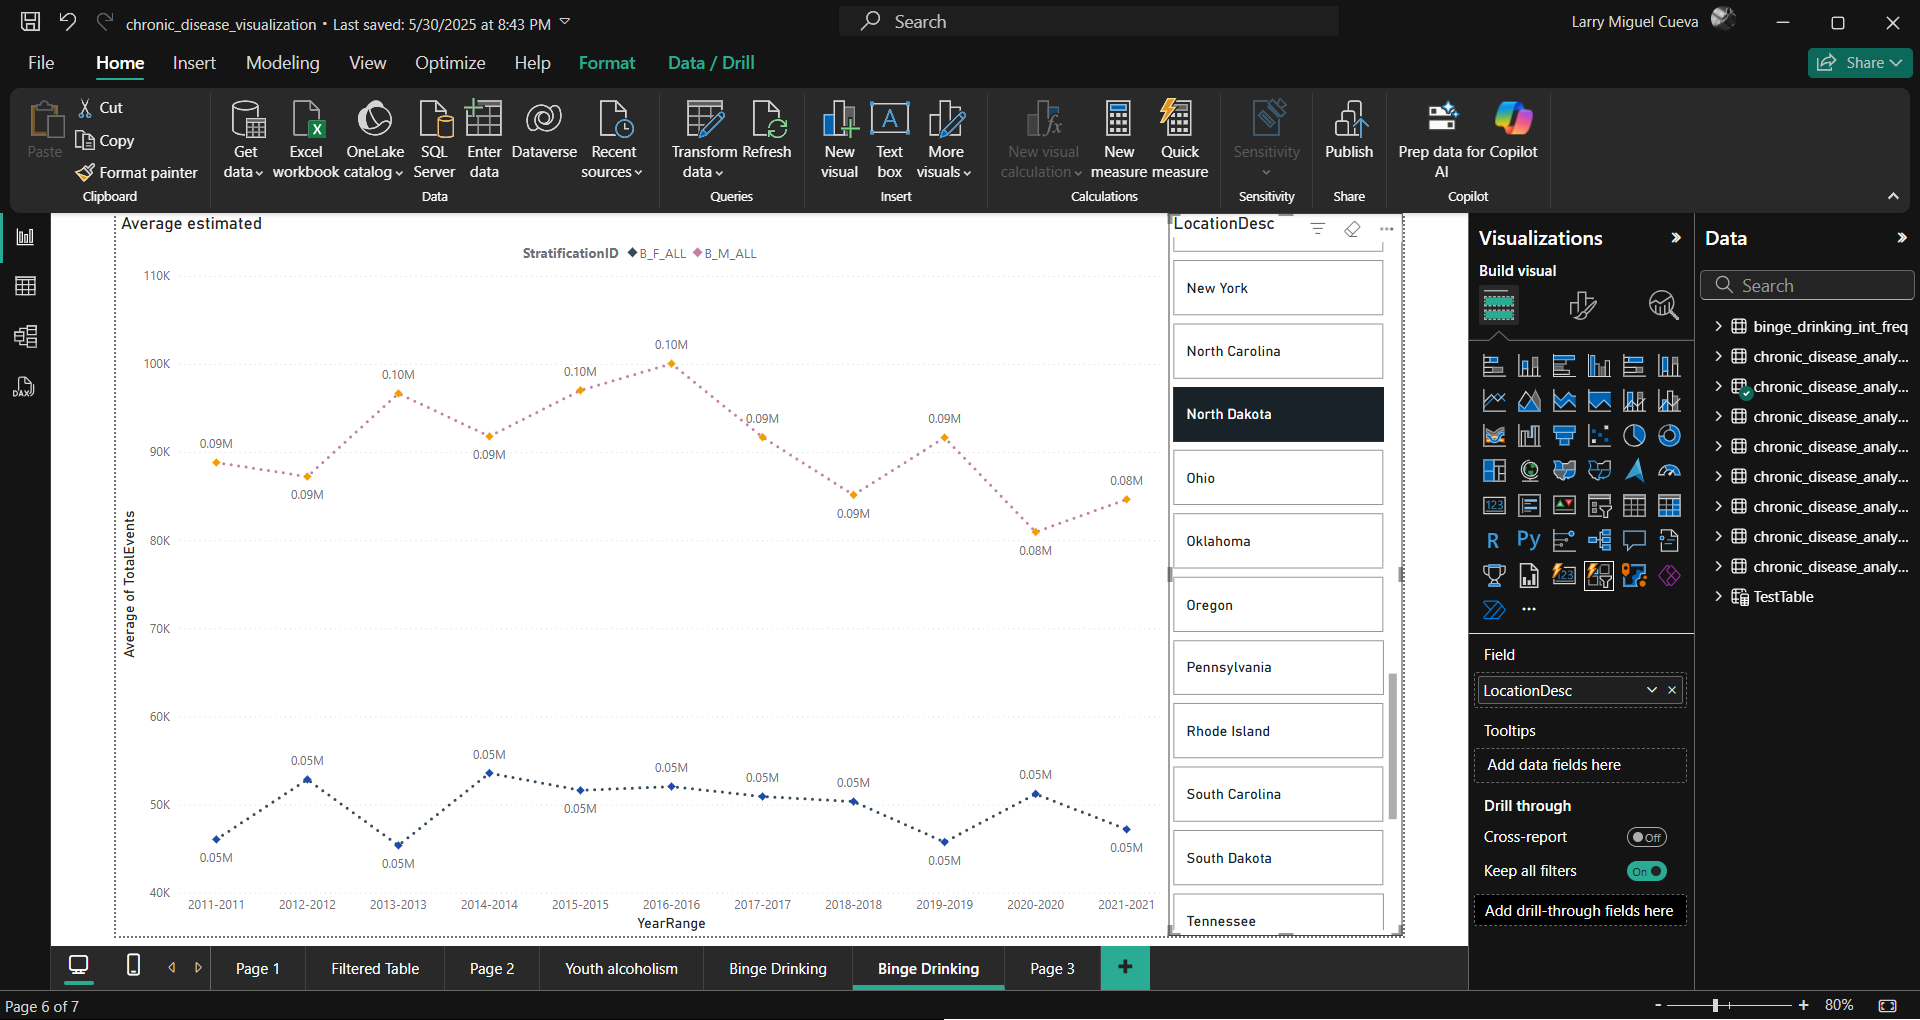 chronic_disease_visualization • Last saved: 5/30/2025 at 8:43 PM
Search
Larry Miguel Cueva
File Home Insert Modeling View Optimize Help Format Data / Drill
Share
Paste
Cut
Copy
Format painter
Clipboard
Get data
Excel workbook
OneLake catalog
SQL Server
Enter data
Dataverse
Recent sources
Data
Transform data
Refresh
Queries
New visual
Text box
More visuals
Insert
New visual calculation
New measure
Quick measure
Calculations
Sensitivity
Sensitivity
Publish
Share
Prep data for AI
Copilot
Copilot
DAX
Average estimated
StratificationID B_F_ALL B_M_ALL
Average of TotalEvents
110K
100K
90K
80K
70K
60K
50K
40K
0.09M
0.09M
0.10M
0.09M
0.10M
0.10M
0.09M
0.09M
0.09M
0.08M
0.08M
0.05M
0.05M
0.05M
0.05M
0.05M
0.05M
0.05M
0.05M
0.05M
0.05M
0.05M
2011-2011 2012-2012 2013-2013 2014-2014 2015-2015 2016-2016 2017-2017 2018-2018 2019-2019 2020-2020 2021-2021
YearRange
LocationDesc
New York
North Carolina
North Dakota
Ohio
Oklahoma
Oregon
Pennsylvania
Rhode Island
South Carolina
South Dakota
Tennessee
Visualizations
Build visual
123
R
Py
123
Field
LocationDesc
Tooltips
Add data fields here
Drill through
Cross-report
Off
Keep all filters
On
Add drill-through fields here
Data
Search
binge_drinking_int_freq
chronic_disease_analy...
chronic_disease_analy...
chronic_disease_analy...
chronic_disease_analy...
chronic_disease_analy...
chronic_disease_analy...
chronic_disease_analy...
chronic_disease_analy...
TestTable
Page 1
Filtered Table
Page 2
Youth alcoholism
Binge Drinking
Binge Drinking
Page 3
+
Page 6 of 7
- + 80%